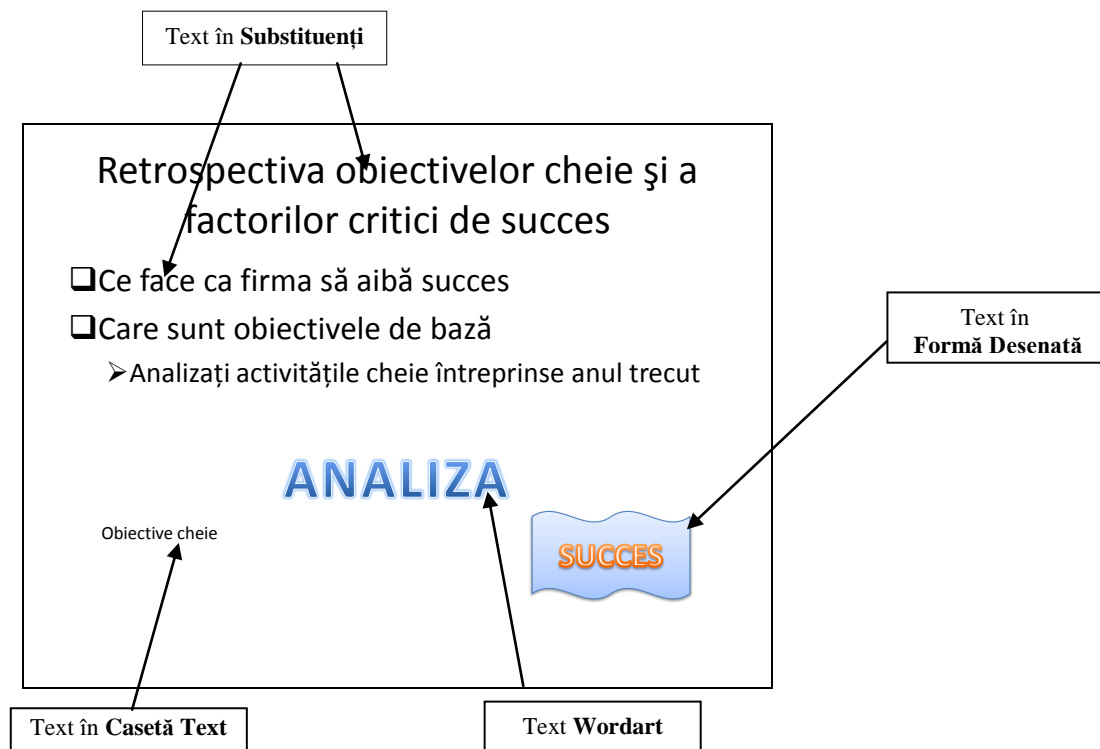 Text în Substituenți
Retrospectiva obiectivelor cheie şi a
factorilor critici de succes
❑Ce face ca firma să aibă succes
❑Care sunt obiectivele de bază
➢Analizați activitățile cheie întreprinse anul trecut
Text în
Formă Desenată
ANALIZA
Obiective cheie
SUCCES
Text în Casetă Text
Text Wordart